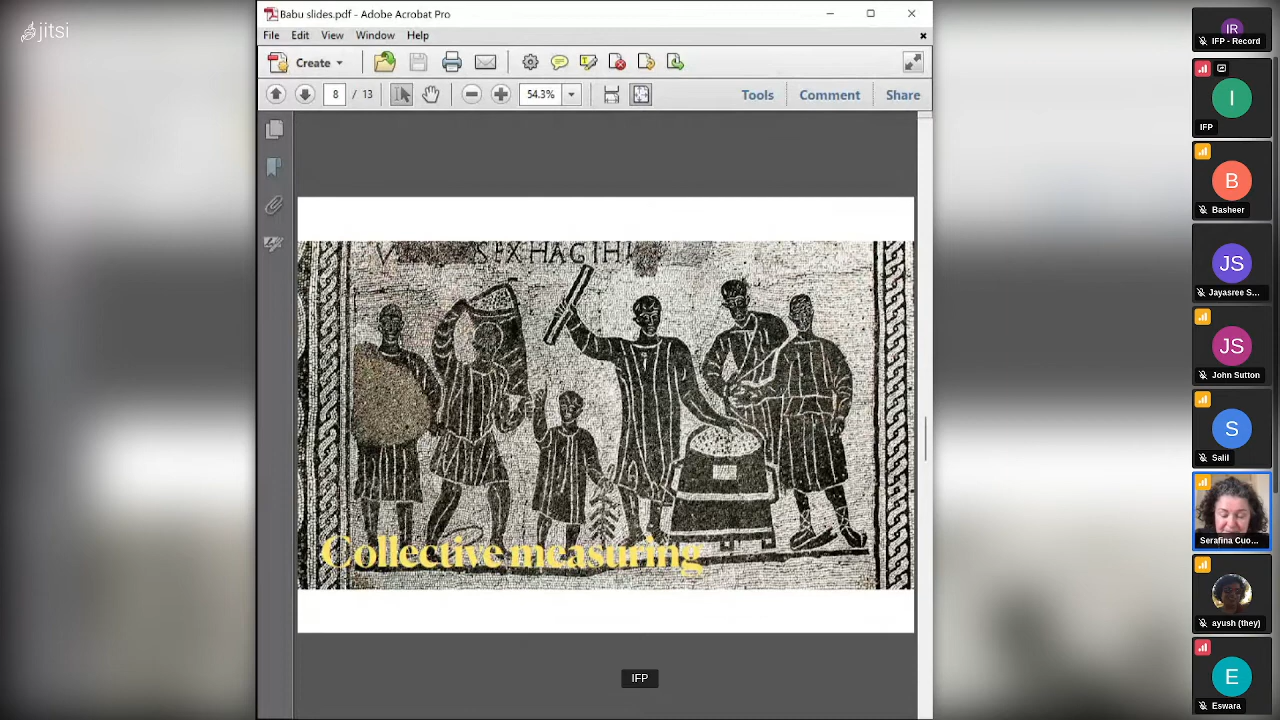 jitsi
Babu slides.pdf - Adobe Acrobat Pro
File Edit View Window Help
Create
8 / 13
54.3%
Tools Comment Share
V SEX HAGIHI
Collective measuring
IFP
IR
IFP - Record
I
IFP
B
Basheer
JS
Jayasree S...
JS
John Sutton
S
Salil
Serafina Cuo...
ayush (they)
E
Eswara